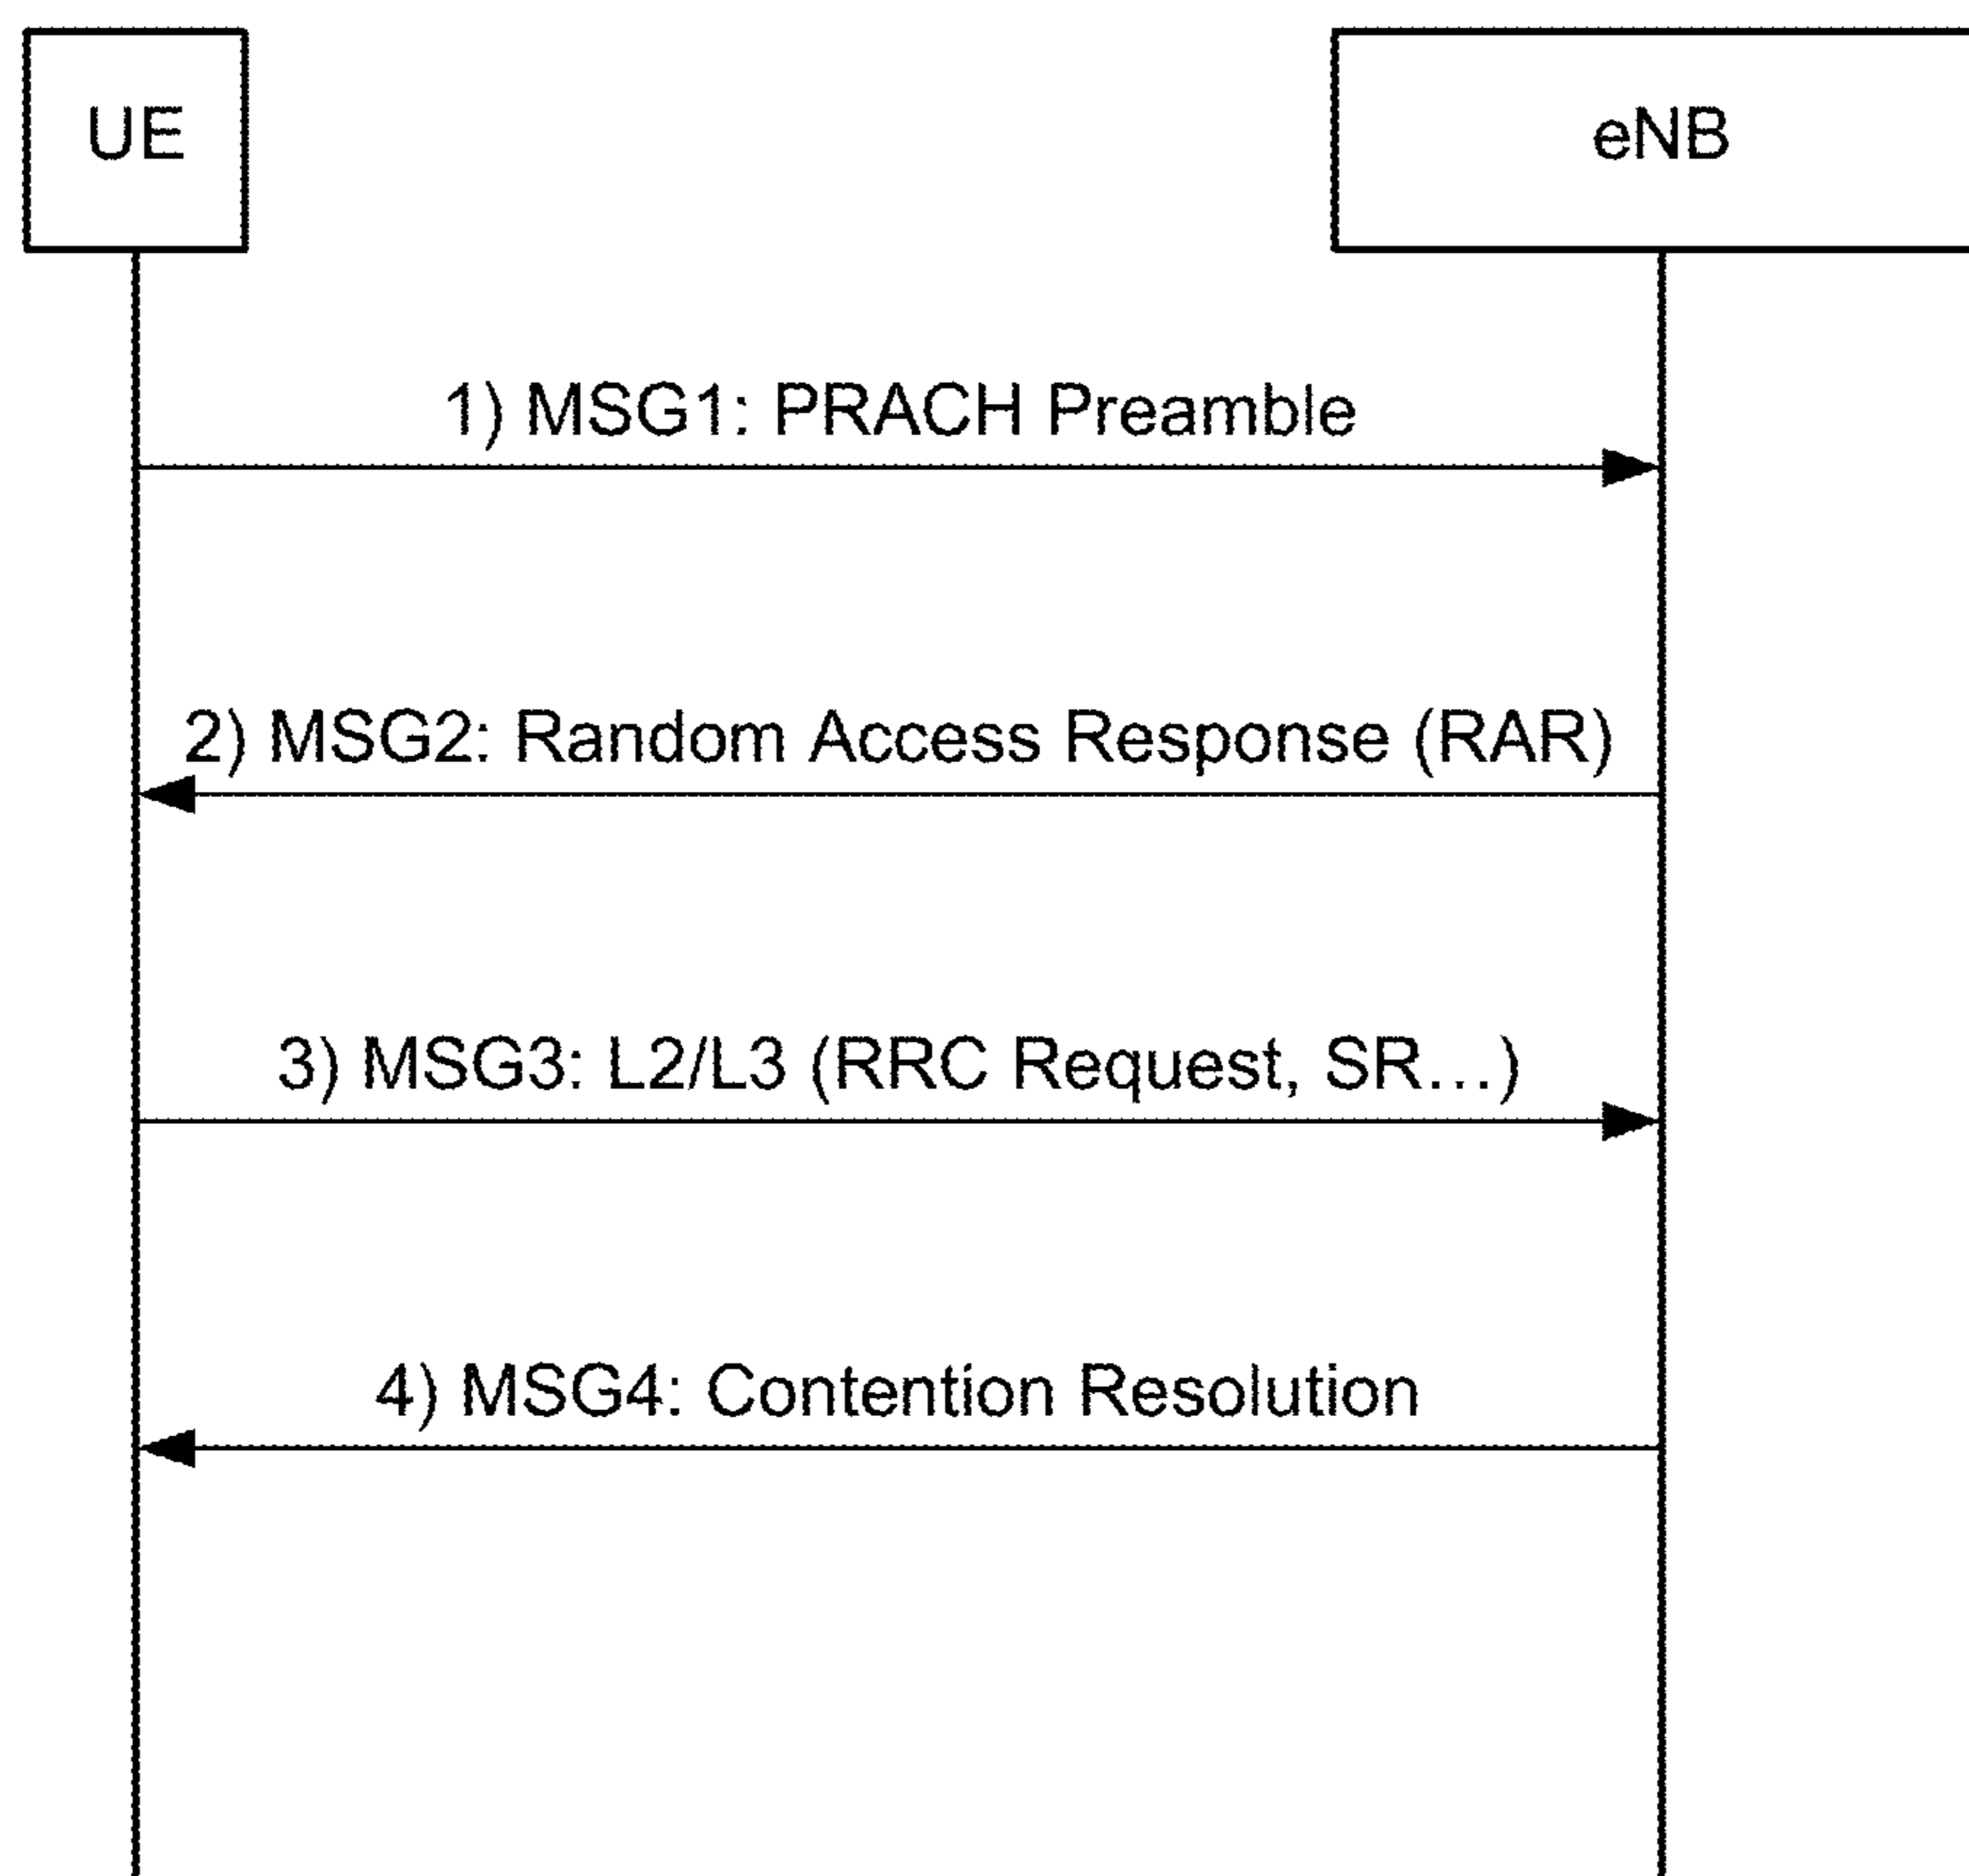 UE
eNB
1) MSG1: PRACH Preamble
2) MSG2: Random Access Response (RAR)
3) MSG3: L2/L3 (RRC Request, SR...)
4) MSG4: Contention Resolution